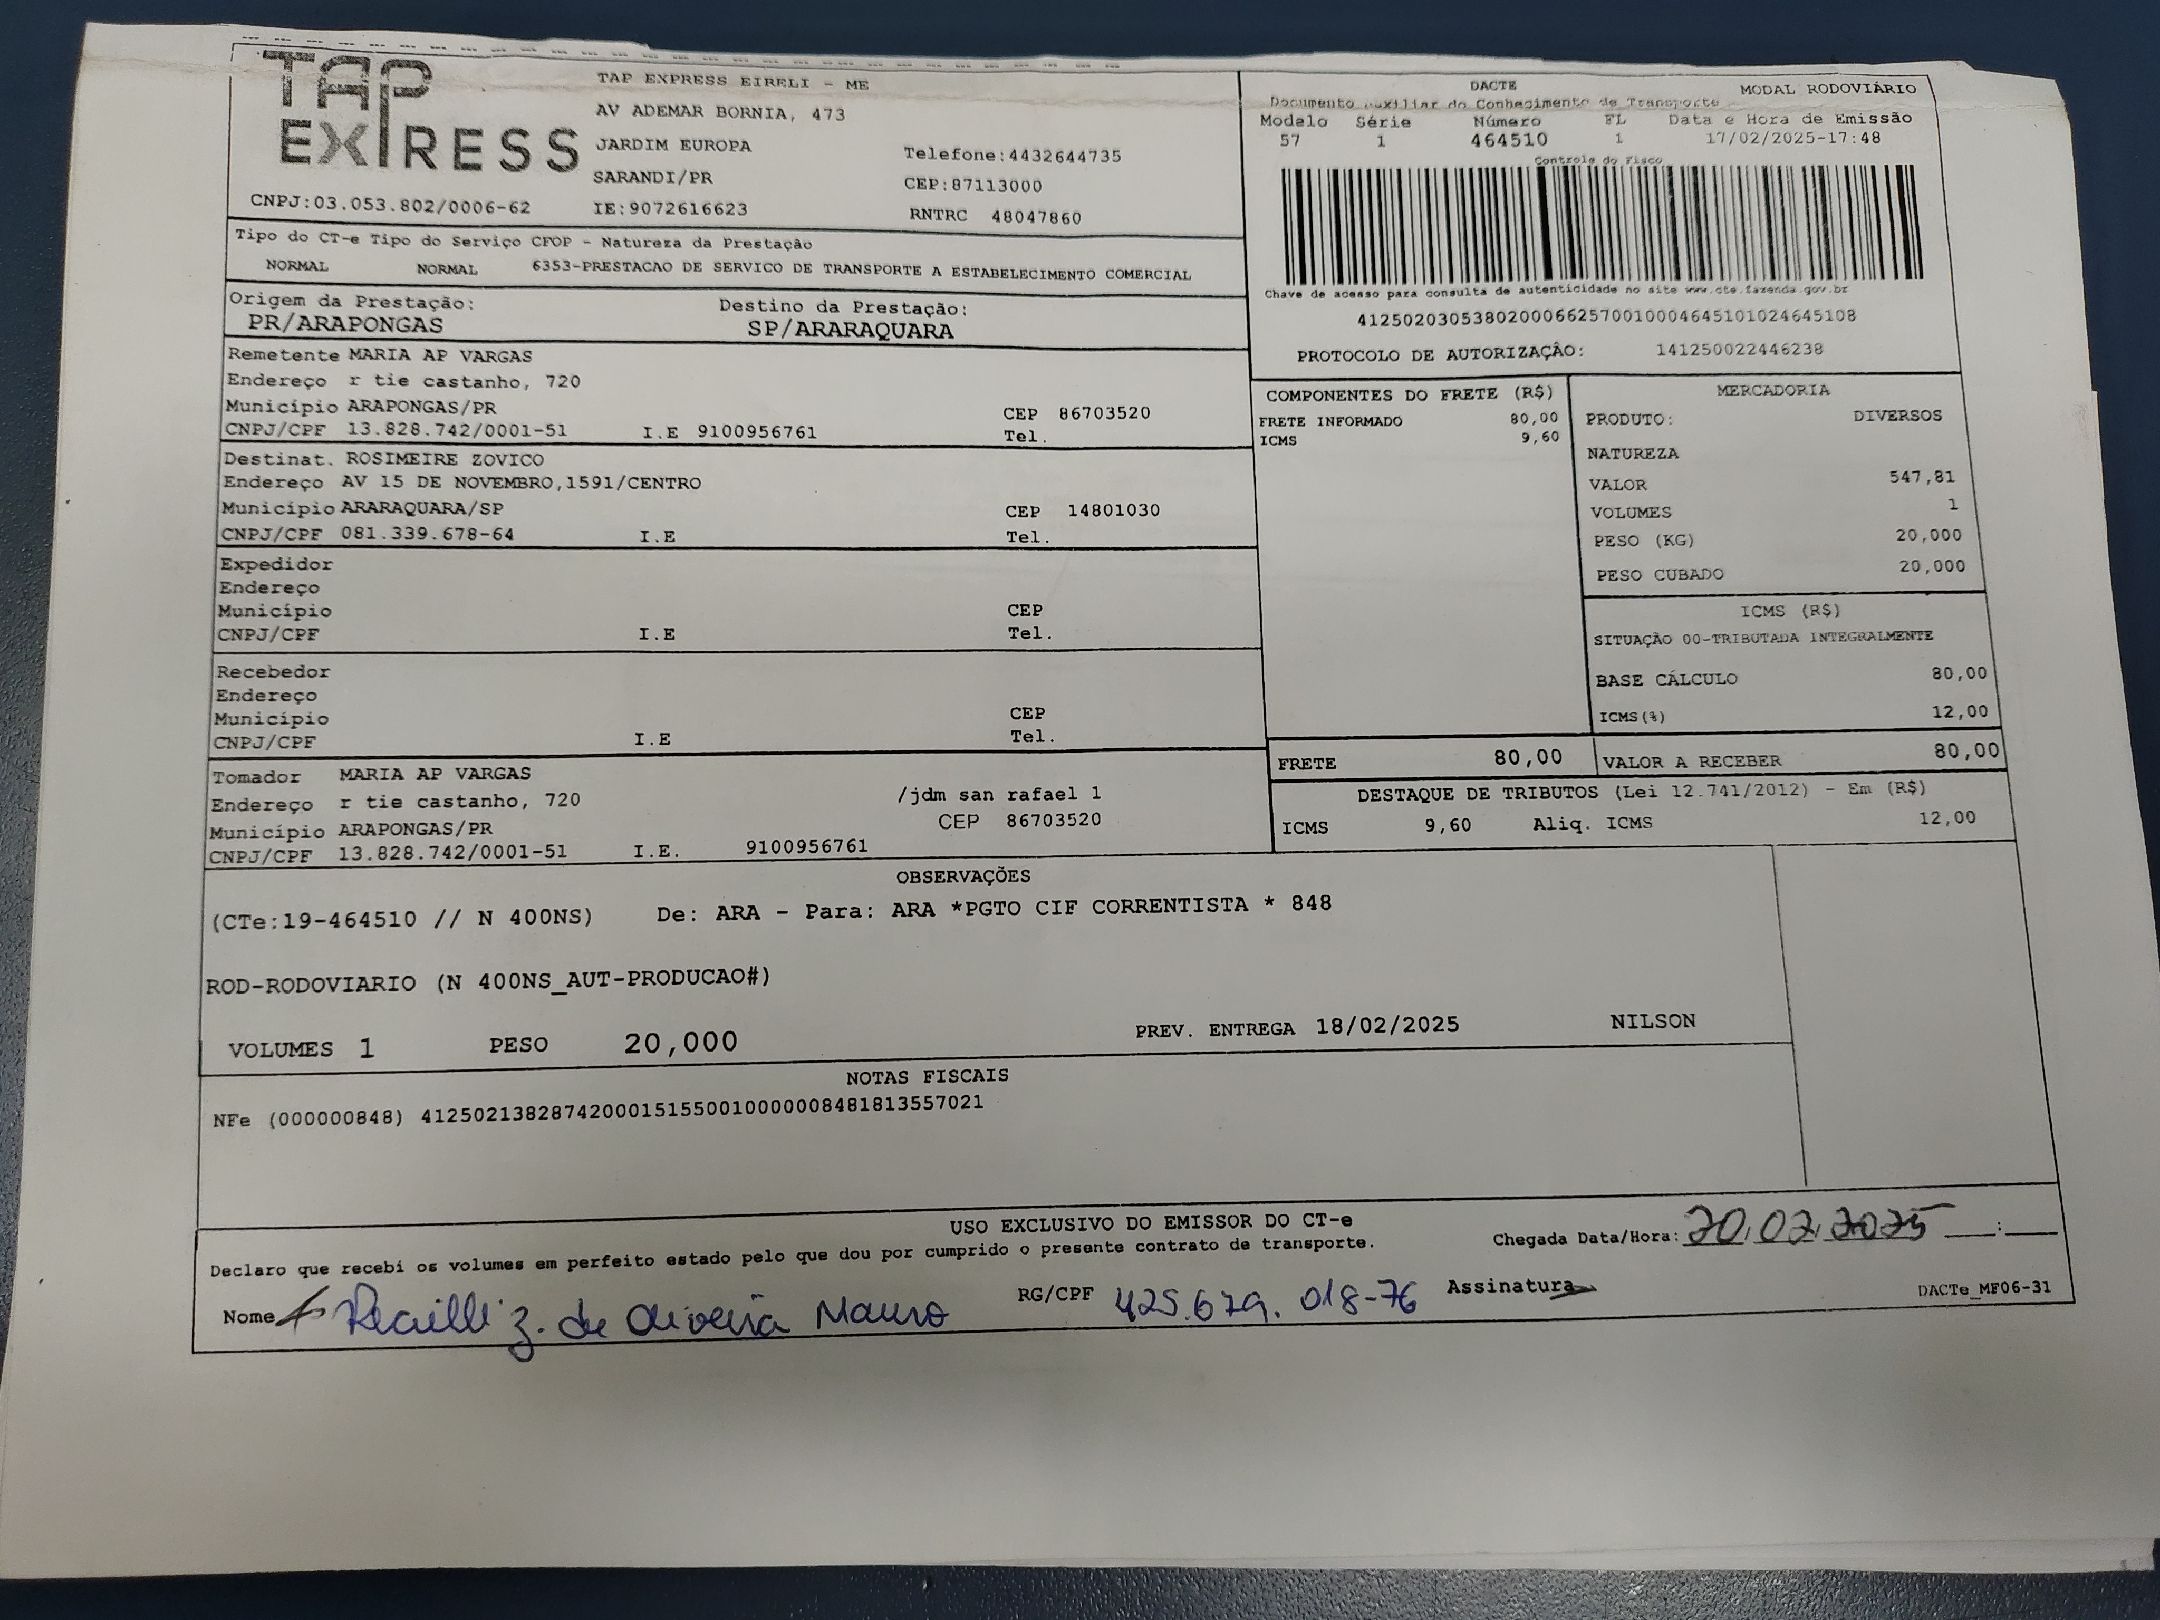 TAP
EXPRESS
TAP EXPRESS EIRELI - ME
AV ADEMAR BORNIA, 473
JARDIM EUROPA
Telefone:4432644735
SARANDI/PR
CEP:87113000
CNPJ:03.053.802/0006-62
IE:9072616623
RNTRC 48047860
DACTE
MODAL RODOVIÁRIO
Documento Auxiliar do Conhecimento de Transporte
Modelo Série Número FL Data e Hora de Emissão
57 1 464510 1 17/02/2025-17:48
Controle do Fisco
Chave de acesso para consulta de autenticidade no site www.cte.fazenda.gov.br
41250203053802000662570010004645101024645108
PROTOCOLO DE AUTORIZAÇÃO: 141250022446238
Tipo do CT-e Tipo do Serviço CFOP - Natureza da Prestação
NORMAL NORMAL 6353-PRESTACAO DE SERVICO DE TRANSPORTE A ESTABELECIMENTO COMERCIAL
Origem da Prestação: Destino da Prestação:
PR/ARAPONGAS SP/ARARAQUARA
Remetente MARIA AP VARGAS
Endereço r tie castanho, 720
Município ARAPONGAS/PR CEP 86703520
CNPJ/CPF 13.828.742/0001-51 I.E 9100956761 Tel.
Destinat. ROSIMEIRE ZOVICO
Endereço AV 15 DE NOVEMBRO,1591/CENTRO
Município ARARAQUARA/SP CEP 14801030
CNPJ/CPF 081.339.678-64 I.E Tel.
Expedidor
Endereço
Município CEP
CNPJ/CPF I.E Tel.
Recebedor
Endereço
Município CEP
CNPJ/CPF I.E Tel.
Tomador MARIA AP VARGAS
Endereço r tie castanho, 720 /jdm san rafael 1
Município ARAPONGAS/PR CEP 86703520
CNPJ/CPF 13.828.742/0001-51 I.E. 9100956761
COMPONENTES DO FRETE (R$)
FRETE INFORMADO 80,00
ICMS 9,60
MERCADORIA
PRODUTO: DIVERSOS
NATUREZA
VALOR 547,81
VOLUMES 1
PESO (KG) 20,000
PESO CUBADO 20,000
ICMS (R$)
SITUAÇÃO 00-TRIBUTADA INTEGRALMENTE
BASE CÁLCULO 80,00
ICMS(%) 12,00
FRETE 80,00 VALOR A RECEBER 80,00
DESTAQUE DE TRIBUTOS (Lei 12.741/2012) - Em (R$)
ICMS 9,60 Aliq. ICMS 12,00
OBSERVAÇÕES
(CTe:19-464510 // N 400NS) De: ARA - Para: ARA *PGTO CIF CORRENTISTA * 848
ROD-RODOVIARIO (N 400NS_AUT-PRODUCAO#)
VOLUMES 1 PESO 20,000 PREV. ENTREGA 18/02/2025 NILSON
NOTAS FISCAIS
NFe (000000848) 41250213828742000151550010000008481813557021
USO EXCLUSIVO DO EMISSOR DO CT-e
Declaro que recebi os volumes em perfeito estado pelo que dou por cumprido o presente contrato de transporte.
Chegada Data/Hora: 20.02.2025 ___:___
Nome z. de Oliveira Mauro RG/CPF 425.679.018-76 Assinatura
DACTe_MF06-31